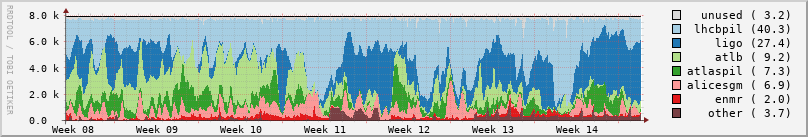 8.0 k
6.0 k
4.0 k
2.0 k
0.0
Week 08 Week 09 Week 10 Week 11 Week 12 Week 13 Week 14
unused ( 3.2)
lhcbpil (40.3)
ligo (27.4)
atlb ( 9.2)
atlaspil ( 7.3)
alicesgm ( 6.9)
enmr ( 2.0)
other ( 3.7)
RRDTOOL / TOBI OETIKER